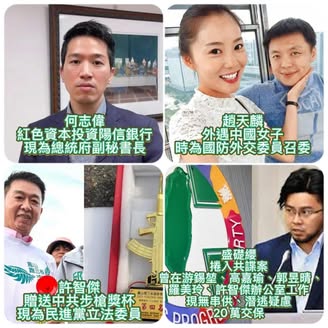 何志偉
紅色資本投資陽信銀行
現為總統府副秘書長
趙天麟
外遇中國女子
時為國防外交委員召委
許智傑
贈送中共步槍獎杯
現為民進黨立法委員
盛礎纓
捲入共諜案
曾在游錫堃、高嘉瑜、郭昱晴、
羅美玲、許智傑辦公室工作
現無串供、潛逃疑慮
20萬交保
PARTY